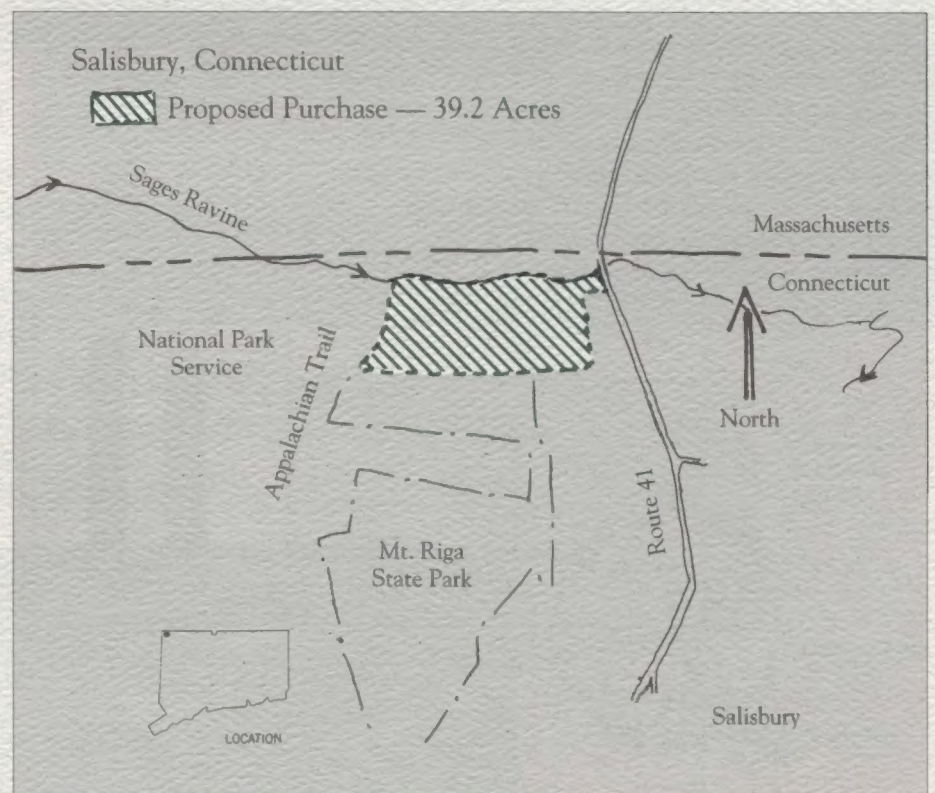 Salisbury, Connecticut
Proposed Purchase — 39.2 Acres
Sages Ravine
Massachusetts
Connecticut
National Park
Service
Appalachian Trail
North
Route 41
Mt. Riga
State Park
Salisbury
LOCATION